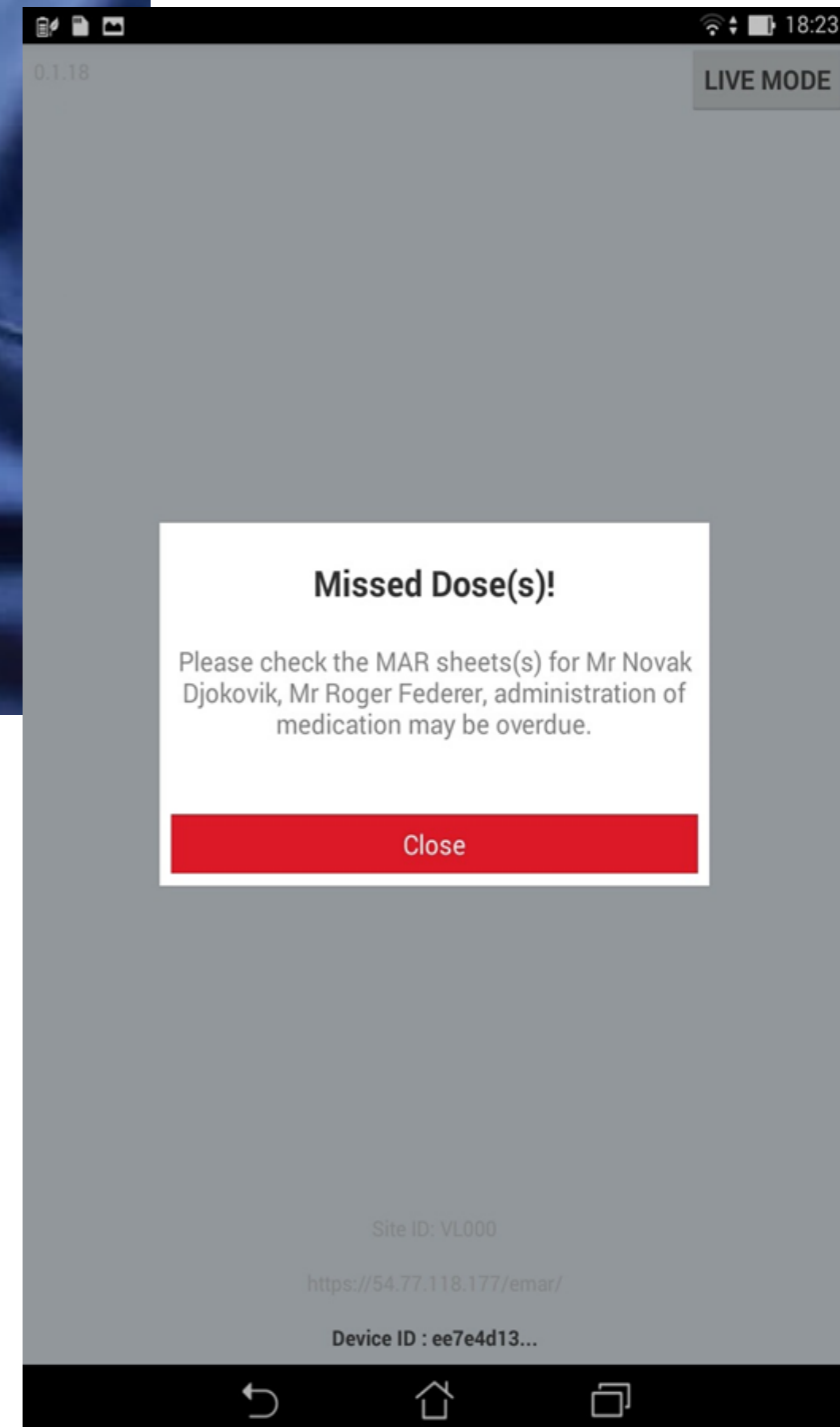 18:23
0.1.18
LIVE MODE
Missed Dose(s)!
Please check the MAR sheets(s) for Mr Novak
Djokovik, Mr Roger Federer, administration of
medication may be overdue.
Close
Site ID: VL000
https://54.77.118.177/emar/
Device ID : ee7e4d13...